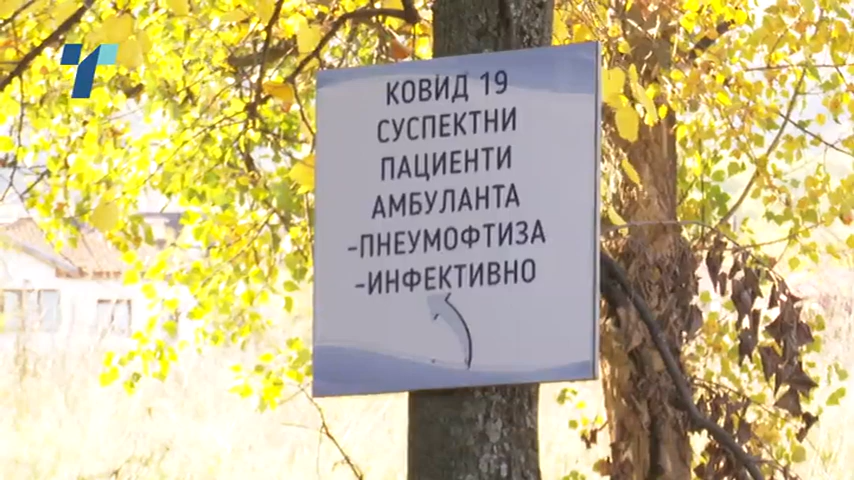 КОВИД 19
СУСПЕКТНИ
ПАЦИЕНТИ
АМБУЛАНТА
-ПНЕУМОФТИЗА
-ИНФЕКТИВНО